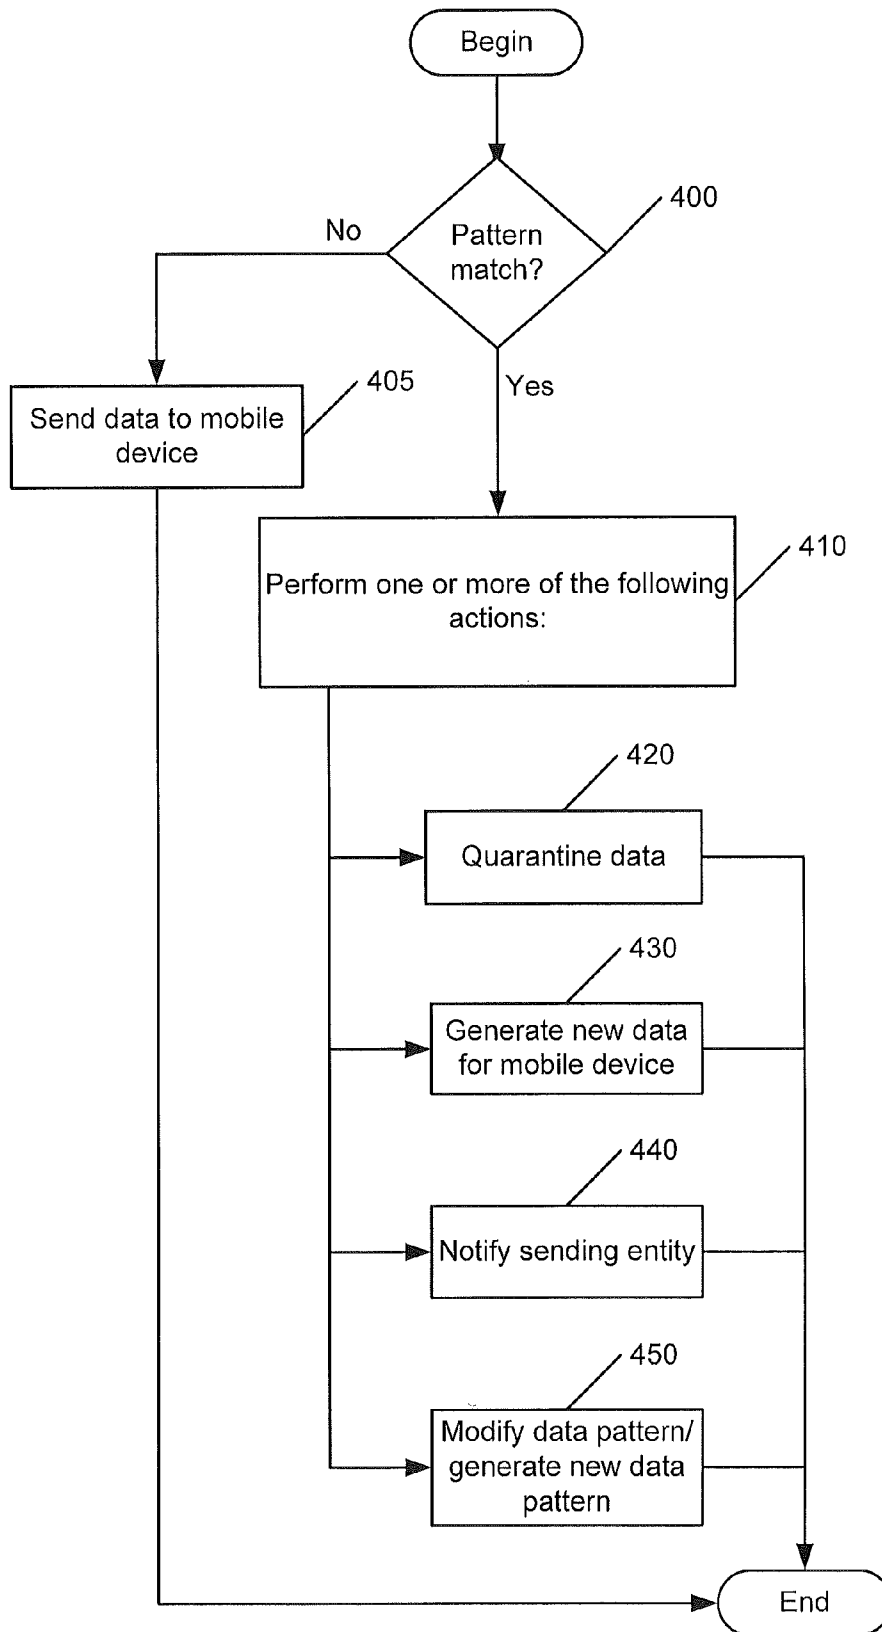 Begin
400
Pattern
match?
No
Yes
405
Send data to mobile
device
410
Perform one or more of the following
actions:
420
Quarantine data
430
Generate new data
for mobile device
440
Notify sending entity
450
Modify data pattern/
generate new data
pattern
End